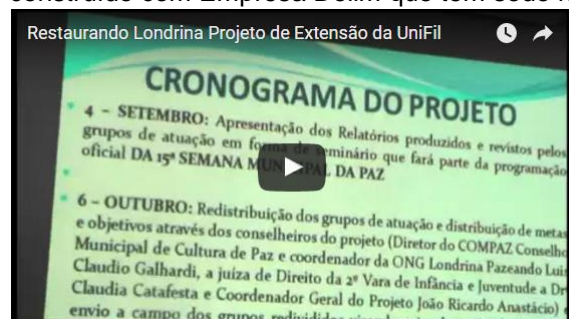 construído com Empresa
Restaurando Londrina Projeto de Extensão da UniFil
CRONOGRAMA DO PROJETO
4 – SETEMBRO: Apresentação dos Relatórios produzidos e revistos pelos
grupos de atuação em forma de seminário que fará parte da programação
oficial DA 15ª SEMANA MUNICIPAL DA PAZ
6 – OUTUBRO: Redistribuição dos grupos de atuação e distribuição de metas
e objetivos através dos conselheiros do projeto (Diretor do COMPAZ Conselho
Municipal de Cultura de Paz e coordenador da ONG Londrina Pazeando Luis
Claudio Galhardi, a juíza de Direito da 2ª Vara de Infância e Juventude a Dr
Claudia Catafesta e Coordenador Geral do Projeto João Ricardo Anastácio) e
envio a campo dos grupos